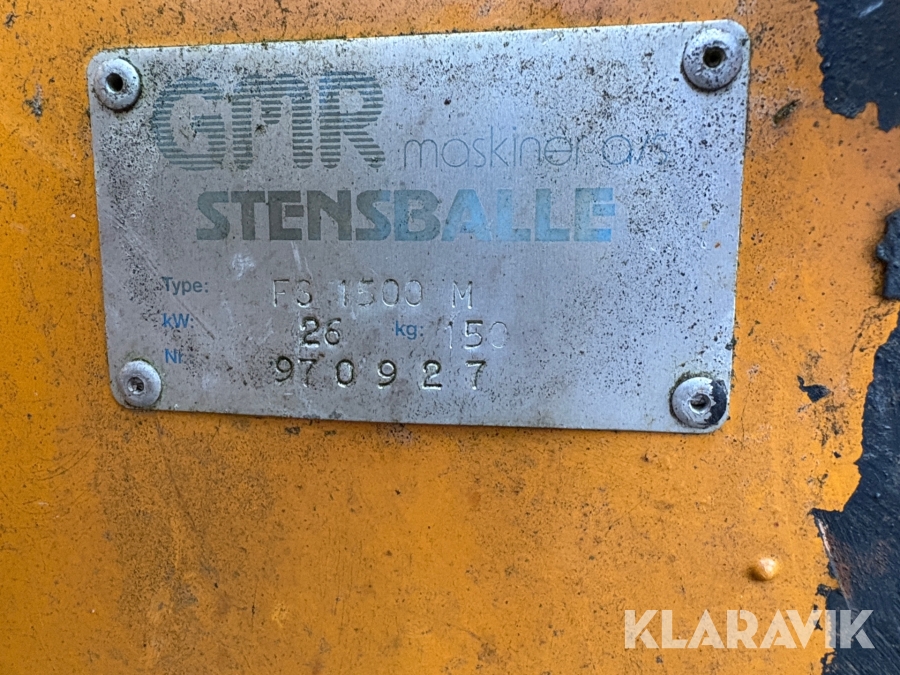 GMR maskiner a/s
STENSBALLE
Type: FS 1500 M
kW: 26 kg: 150
Nr. 970927
KLARAVIK